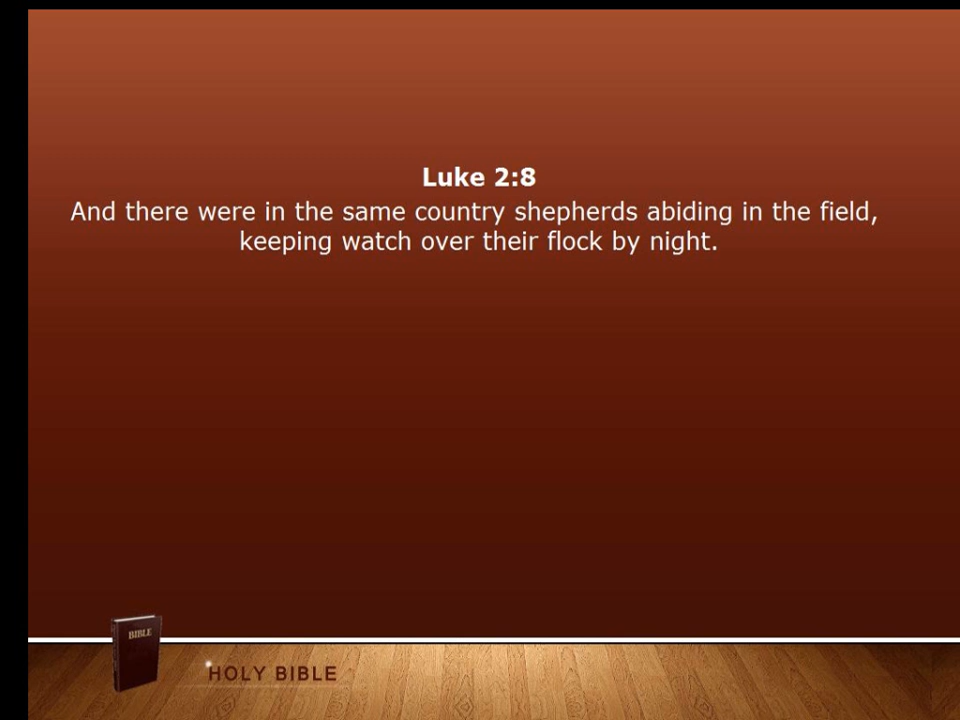 Luke 2:8
And there were in the same country shepherds abiding in the field,
keeping watch over their flock by night.
BIBLE
HOLY BIBLE